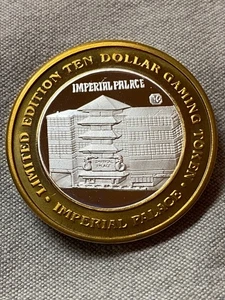 LIMITED EDITION TEN DOLLAR GAMING TOKEN
IMPERIAL PALACE
• IMPERIAL PALACE •